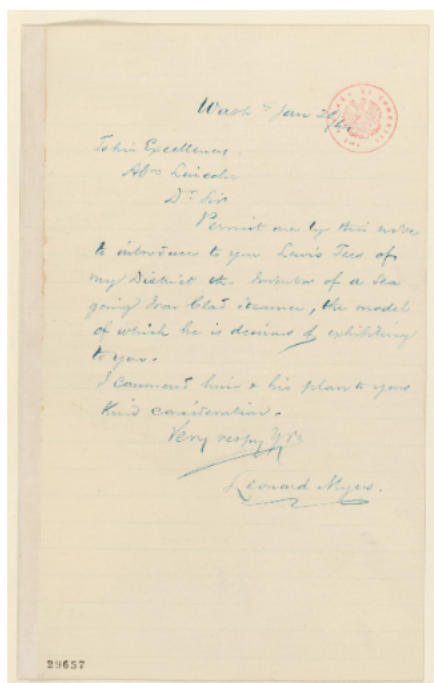 Washⁿ Jan 2
To his Excellency.
Abᵐ Lincoln
Dʳ Sir
Permit me by this note
to introduce to you Lewis Tees of
my District the Inventor of a Sea
going Iron Clad steamer, the model
of which he is desirous of exhibiting
to you.
I commend him & his plan to your
kind consideration.
Very respy Yrs
Leonard Myers.
29657